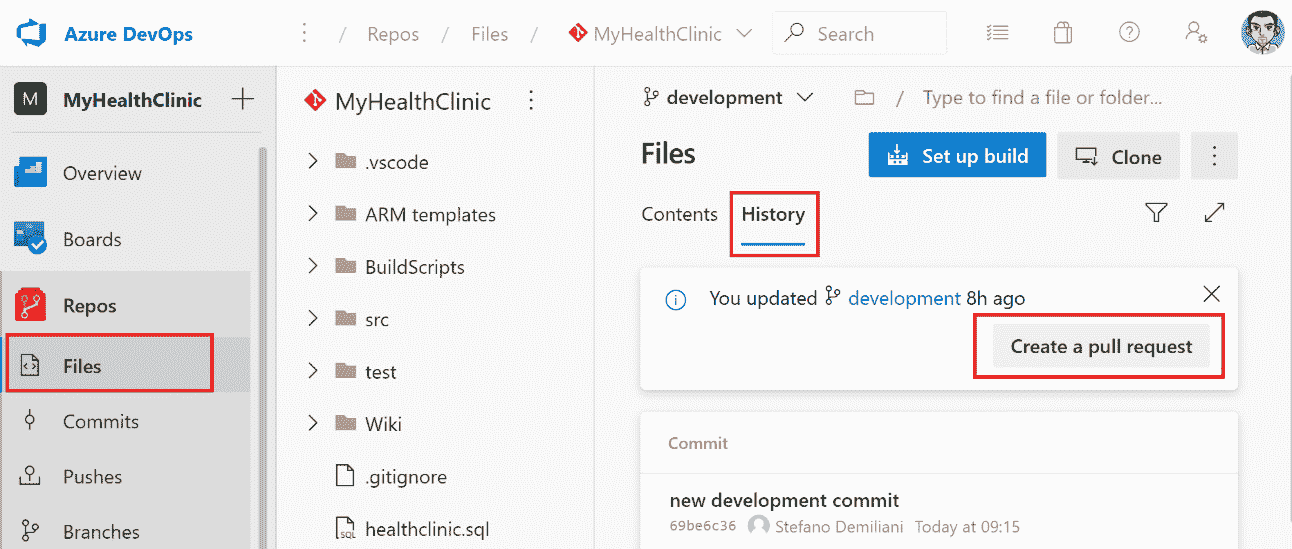 Azure DevOps
/ Repos / Files / MyHealthClinic
Search
M MyHealthClinic
Overview
Boards
Repos
Files
Commits
Pushes
Branches
MyHealthClinic
.vscode
ARM templates
BuildScripts
src
test
Wiki
.gitignore
SQL healthclinic.sql
development / Type to find a file or folder...
Files
Set up build
Clone
Contents History
You updated development 8h ago
Create a pull request
Commit
new development commit
69be6c36 Stefano Demiliani Today at 09:15